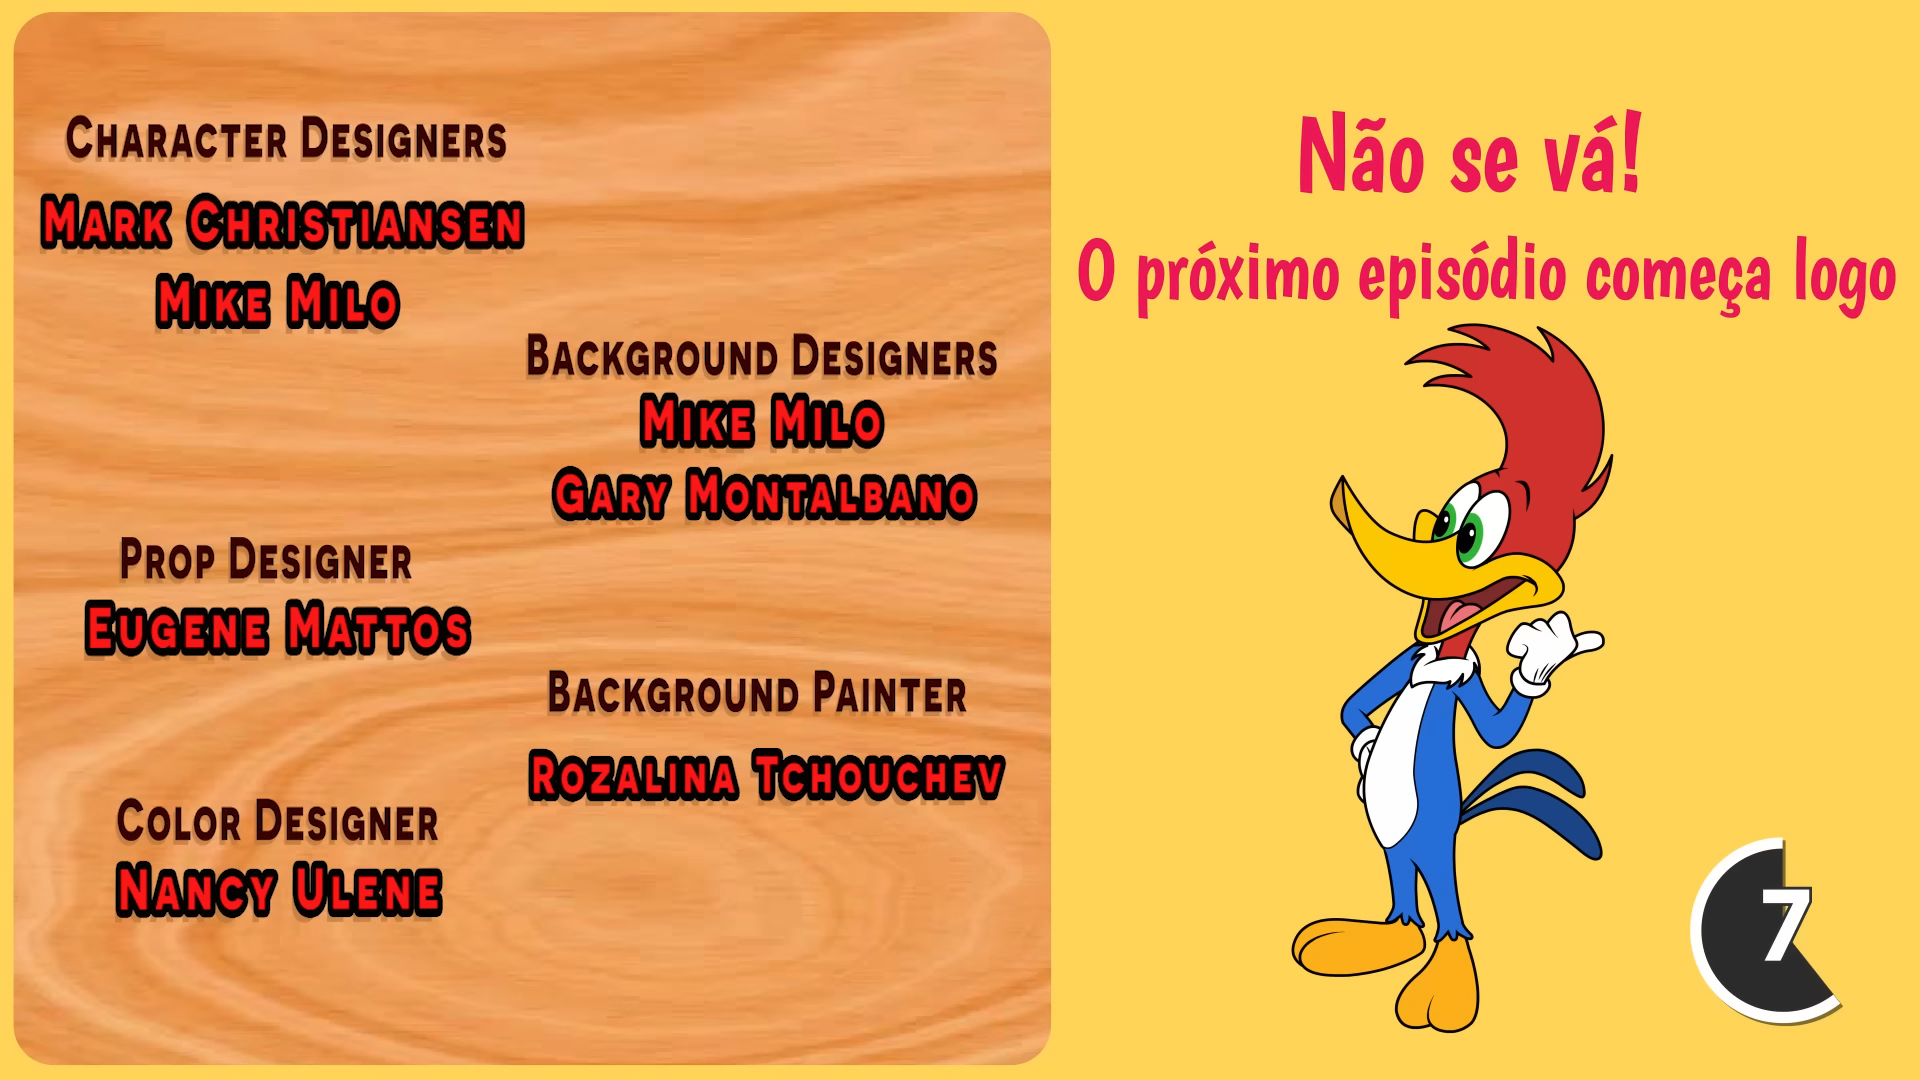 Character Designers
Mark Christiansen
Mike Milo
Background Designers
Mike Milo
Gary Montalbano
Prop Designer
Eugene Mattos
Background Painter
Rozalina Tchouchev
Color Designer
Nancy Ulene
Não se vá!
O próximo episódio começa logo
7